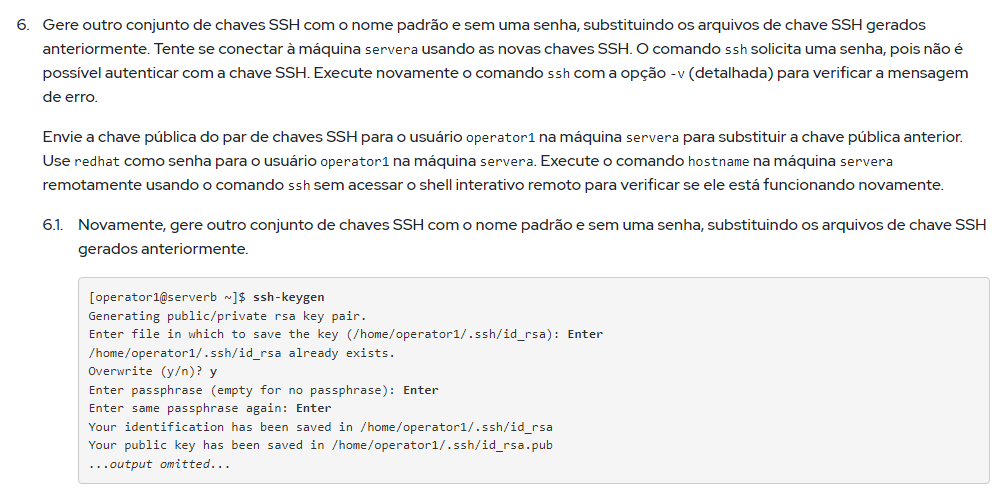 6. Gere outro conjunto de chaves SSH com o nome padrão e sem uma senha, substituindo os arquivos de chave SSH gerados
anteriormente. Tente se conectar à máquina servera usando as novas chaves SSH. O comando ssh solicita uma senha, pois não é
possível autenticar com a chave SSH. Execute novamente o comando ssh com a opção -v (detalhada) para verificar a mensagem
de erro.
Envie a chave pública do par de chaves SSH para o usuário operator1 na máquina servera para substituir a chave pública anterior.
Use redhat como senha para o usuário operator1 na máquina servera. Execute o comando hostname na máquina servera
remotamente usando o comando ssh sem acessar o shell interativo remoto para verificar se ele está funcionando novamente.
6.1. Novamente, gere outro conjunto de chaves SSH com o nome padrão e sem uma senha, substituindo os arquivos de chave SSH
gerados anteriormente.
[operator1@serverb ~]$ ssh-keygen
Generating public/private rsa key pair.
Enter file in which to save the key (/home/operator1/.ssh/id_rsa): Enter
/home/operator1/.ssh/id_rsa already exists.
Overwrite (y/n)? y
Enter passphrase (empty for no passphrase): Enter
Enter same passphrase again: Enter
Your identification has been saved in /home/operator1/.ssh/id_rsa
Your public key has been saved in /home/operator1/.ssh/id_rsa.pub
...output omitted...